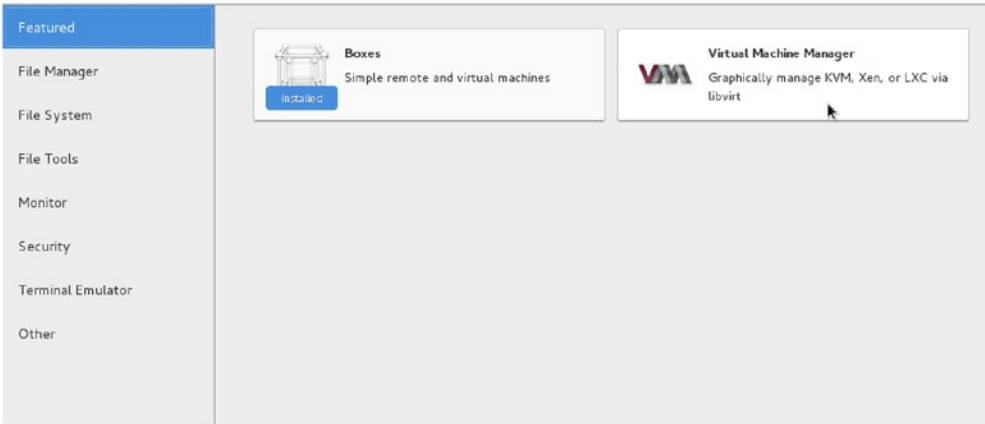 Featured
File Manager
File System
File Tools
Monitor
Security
Terminal Emulator
Other
Boxes
Simple remote and virtual machines
Installed
VM
Virtual Machine Manager
Graphically manage KVM, Xen, or LXC via
libvirt